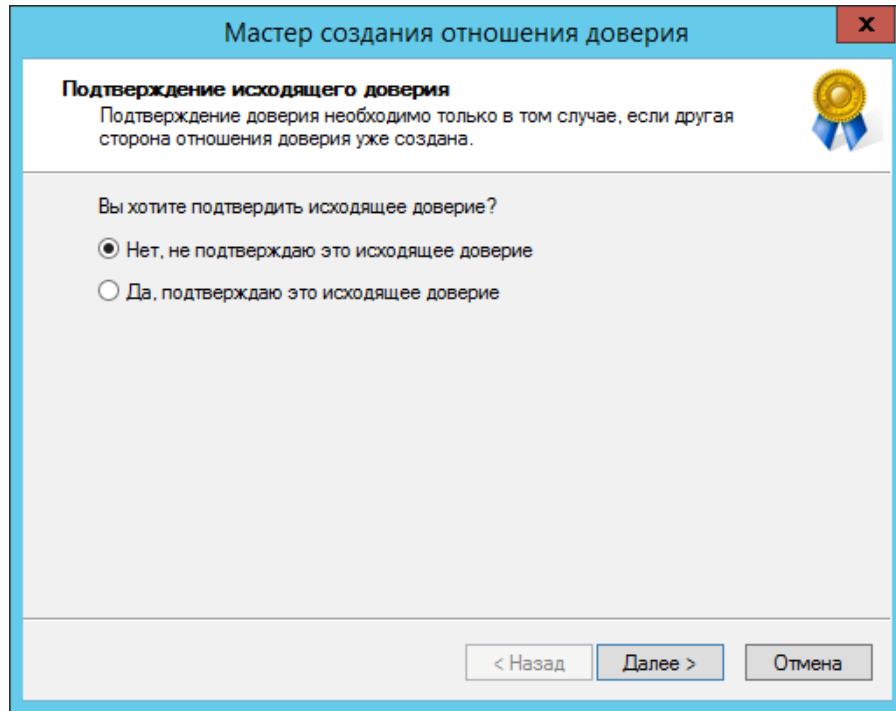 Мастер создания отношения доверия
x
Подтверждение исходящего доверия
Подтверждение доверия необходимо только в том случае, если другая
сторона отношения доверия уже создана.
Вы хотите подтвердить исходящее доверие?
Нет, не подтверждаю это исходящее доверие
Да, подтверждаю это исходящее доверие
< Назад Далее > Отмена